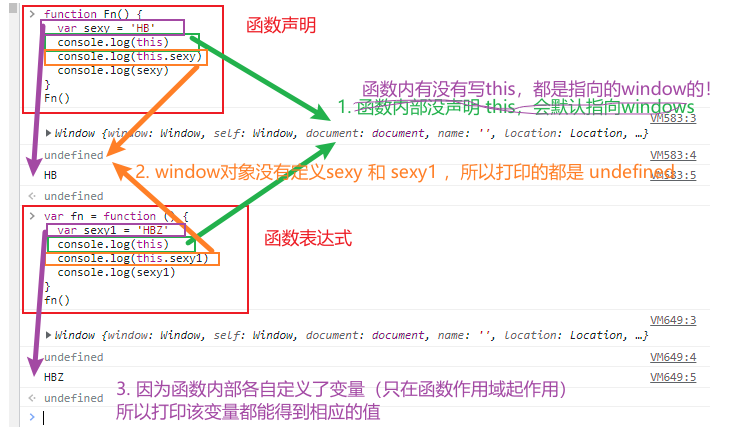 function Fn() {
函数声明
var sexy = 'HB'
console.log(this)
console.log(this.sexy)
console.log(sexy)
}
函数内有没有写this，都是指向的window的！
Fn()
1. 函数内部没声明 this，会默认指向windows
VM583:3
Window {window: Window, self: Window, document: document, name: '', location: Location, …}
undefined
VM583:4
2. window对象没有定义sexy 和 sexy1 ，所以打印的都是 undefined
HB
VM583:5
undefined
var fn = function () {
var sexy1 = 'HBZ'
函数表达式
console.log(this)
console.log(this.sexy1)
console.log(sexy1)
}
fn()
VM649:3
Window {window: Window, self: Window, document: document, name: '', location: Location, …}
undefined
VM649:4
HBZ
VM649:5
3. 因为函数内部各自定义了变量（只在函数作用域起作用）
undefined
所以打印该变量都能得到相应的值